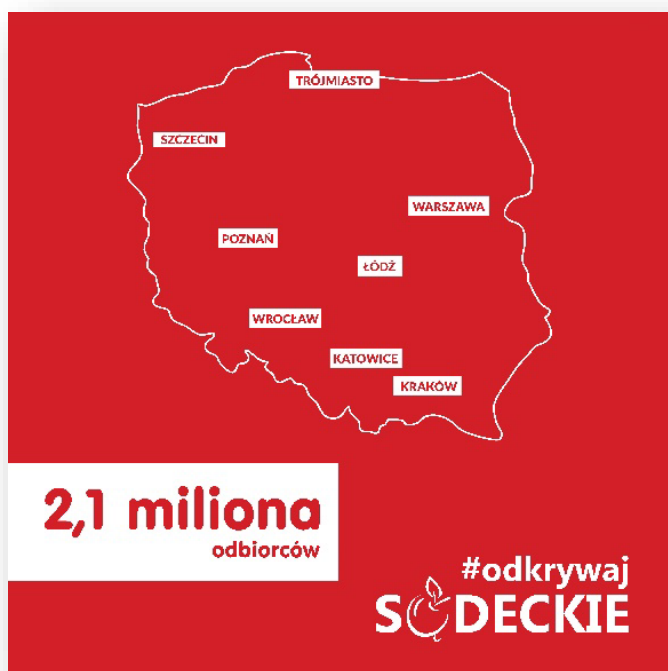 TRÓJMIASTO
SZCZECIN
WARSZAWA
POZNAŃ
ŁÓDŹ
WROCŁAW
KATOWICE
KRAKÓW
2,1 miliona
odbiorców
#odkrywaj
SĄDECKIE